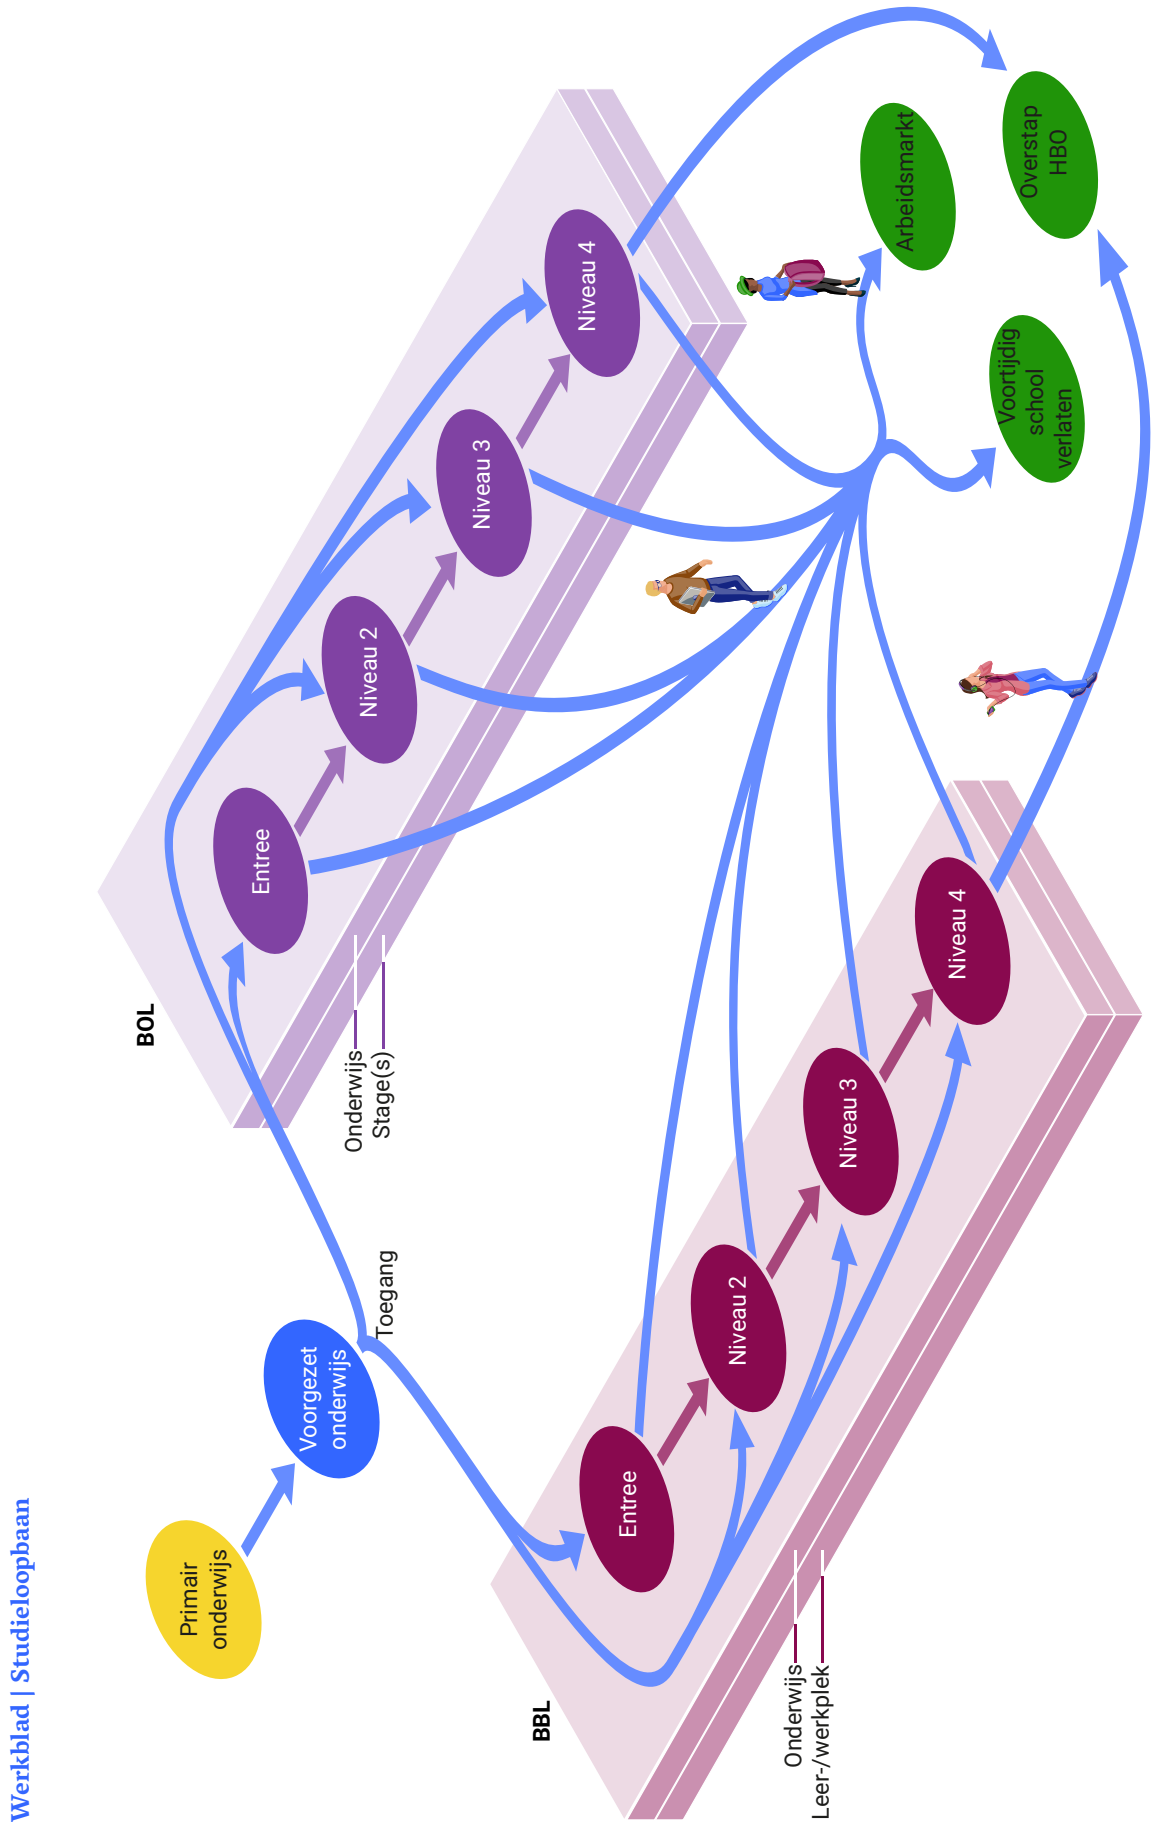 Werkblad | Studieloopbaan
Primair
onderwijs
Voorgezet
onderwijs
Toegang
BOL
Entree
Niveau 2
Niveau 3
Niveau 4
Onderwijs
Stage(s)
BBL
Entree
Niveau 2
Niveau 3
Niveau 4
Onderwijs
Leer-/werkplek
Arbeidsmarkt
Voortijdig
school
verlaten
Overstap
HBO